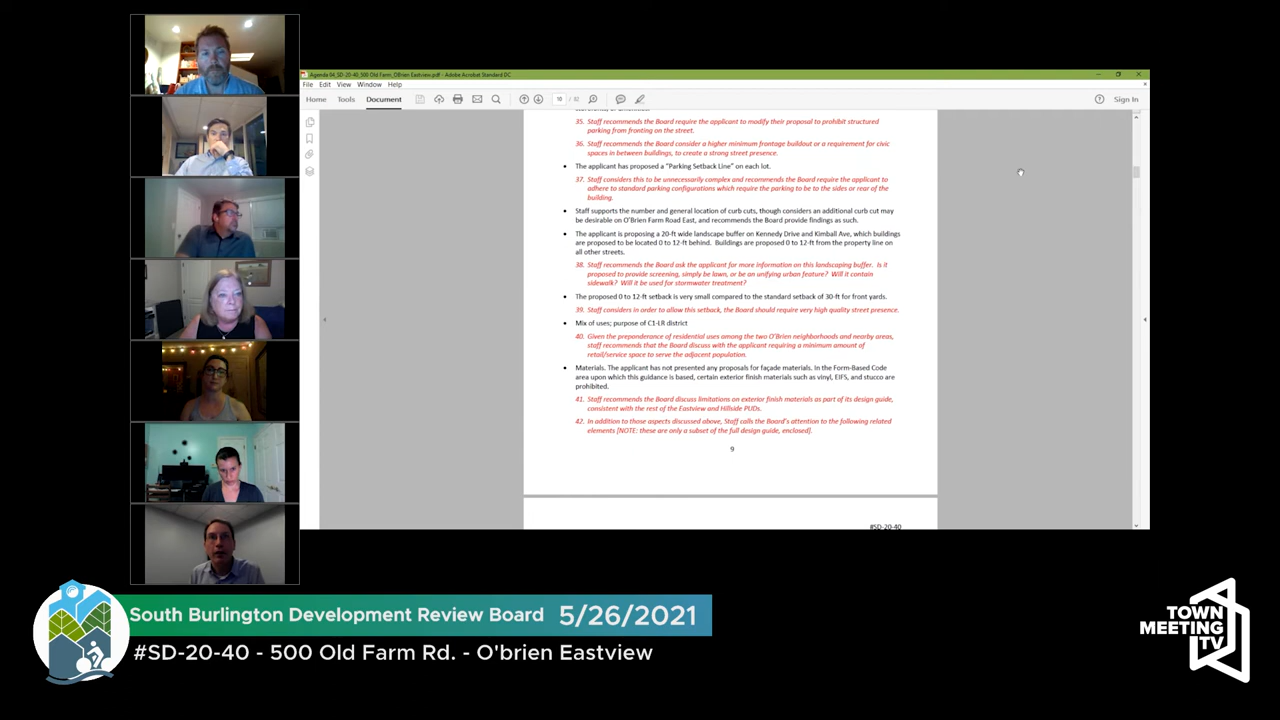 Agenda 04_SD-20-40_500 Old Farm_OBrien Eastview.pdf - Adobe Acrobat Standard DC
File Edit View Window Help
Home Tools Document 10 / 32 Sign In
35. Staff recommends the Board require the applicant to modify their proposal to prohibit structured
parking from fronting on the street.
36. Staff recommends the Board consider a higher minimum frontage buildout or a requirement for civic
spaces in between buildings, to create a strong street presence.
• The applicant has proposed a “Parking Setback Line” on each lot.
37. Staff considers this to be unnecessarily complex and recommends the Board require the applicant to
adhere to standard parking configurations which require the parking to be to the sides or rear of the
building.
• Staff supports the number and general location of curb cuts, though considers an additional curb cut may
be desirable on O’Brien Farm Road East, and recommends the Board provide findings as such.
• The applicant is proposing a 20-ft wide landscape buffer on Kennedy Drive and Kimball Ave, which buildings
are proposed to be located 0 to 12-ft behind. Buildings are proposed 0 to 12-ft from the property line on
all other streets.
38. Staff recommends the Board ask the applicant for more information on this landscaping buffer. Is it
proposed to provide screening, simply be lawn, or be an unifying urban feature? Will it contain
sidewalk? Will it be used for stormwater treatment?
• The proposed 0 to 12-ft setback is very small compared to the standard setback of 30-ft for front yards.
39. Staff considers in order to allow this setback, the Board should require very high quality street presence.
• Mix of uses; purpose of C1-LR district
40. Given the preponderance of residential uses among the two O’Brien neighborhoods and nearby areas,
staff recommends that the Board discuss with the applicant requiring a minimum amount of
retail/service space to serve the adjacent population.
• Materials. The applicant has not presented any proposals for façade materials. In the Form-Based Code
area upon which this guidance is based, certain exterior finish materials such as vinyl, EIFS, and stucco are
prohibited.
41. Staff recommends the Board discuss limitations on exterior finish materials as part of its design guide,
consistent with the rest of the Eastview and Hillside PUDs.
42. In addition to those aspects discussed above, Staff calls the Board’s attention to the following related
elements [NOTE: these are only a subset of the full design guide, enclosed].
9
#SD-20-40
South Burlington Development Review Board 5/26/2021
#SD-20-40 - 500 Old Farm Rd. - O'brien Eastview
TOWN
MEETING
TV